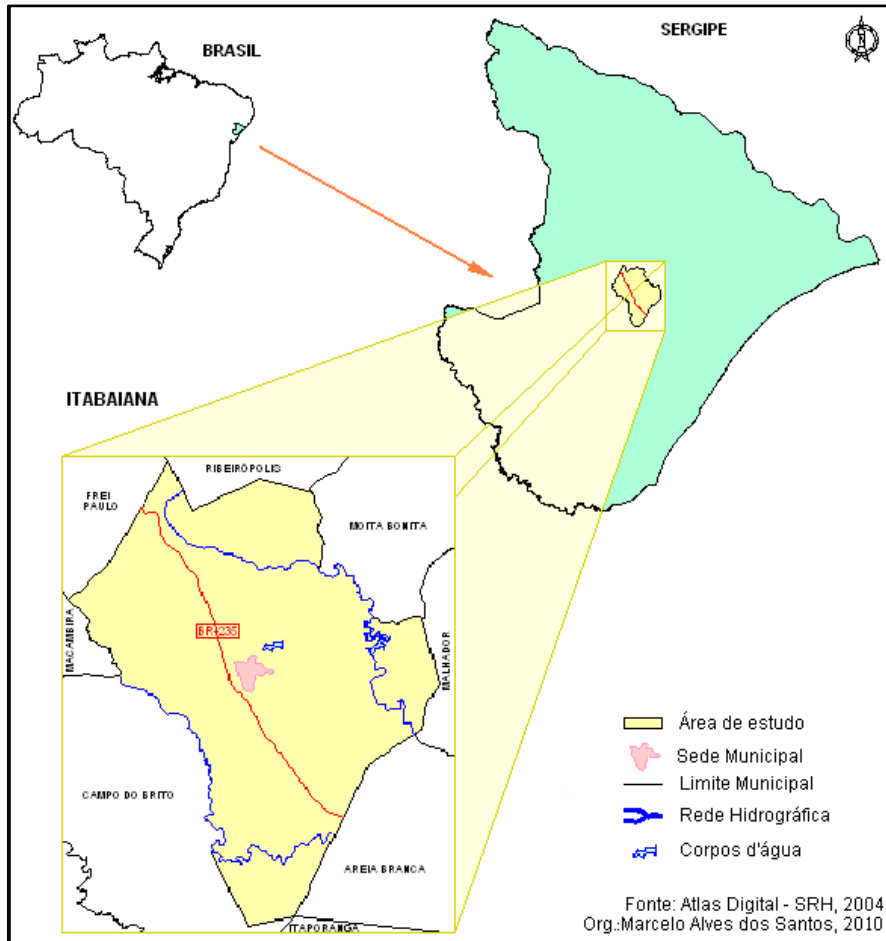 BRASIL
SERGIPE
N
ITABAIANA
RIBEIRÓPOLIS
FREI
PAULO
MOITA BONITA
MACAMBIRA
BR-235
MALHADOR
CAMPO DO BRITO
AREIA BRANCA
ITAPORANGA
Área de estudo
Sede Municipal
Limite Municipal
Rede Hidrográfica
Corpos d'água
Fonte: Atlas Digital - SRH, 2004
Org.:Marcelo Alves dos Santos, 2010